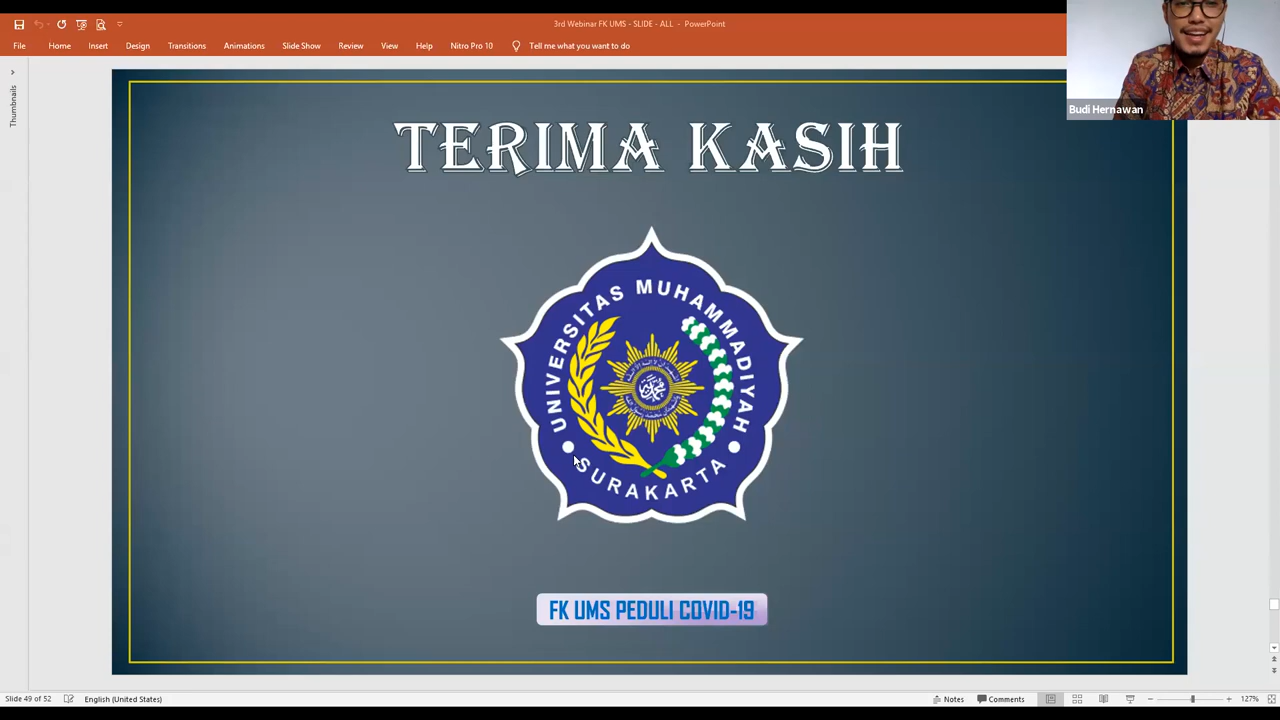 3rd Webinar FK UMS - SLIDE - ALL - PowerPoint
File Home Insert Design Transitions Animations Slide Show Review View Help Nitro Pro 10 Tell me what you want to do
Budi Hernawan
Thumbnails
TERIMA KASIH
UNIVERSITAS MUHAMMADIYAH
SURAKARTA
محمد
FK UMS PEDULI COVID-19
Slide 49 of 52 English (United States) Notes Comments 127%